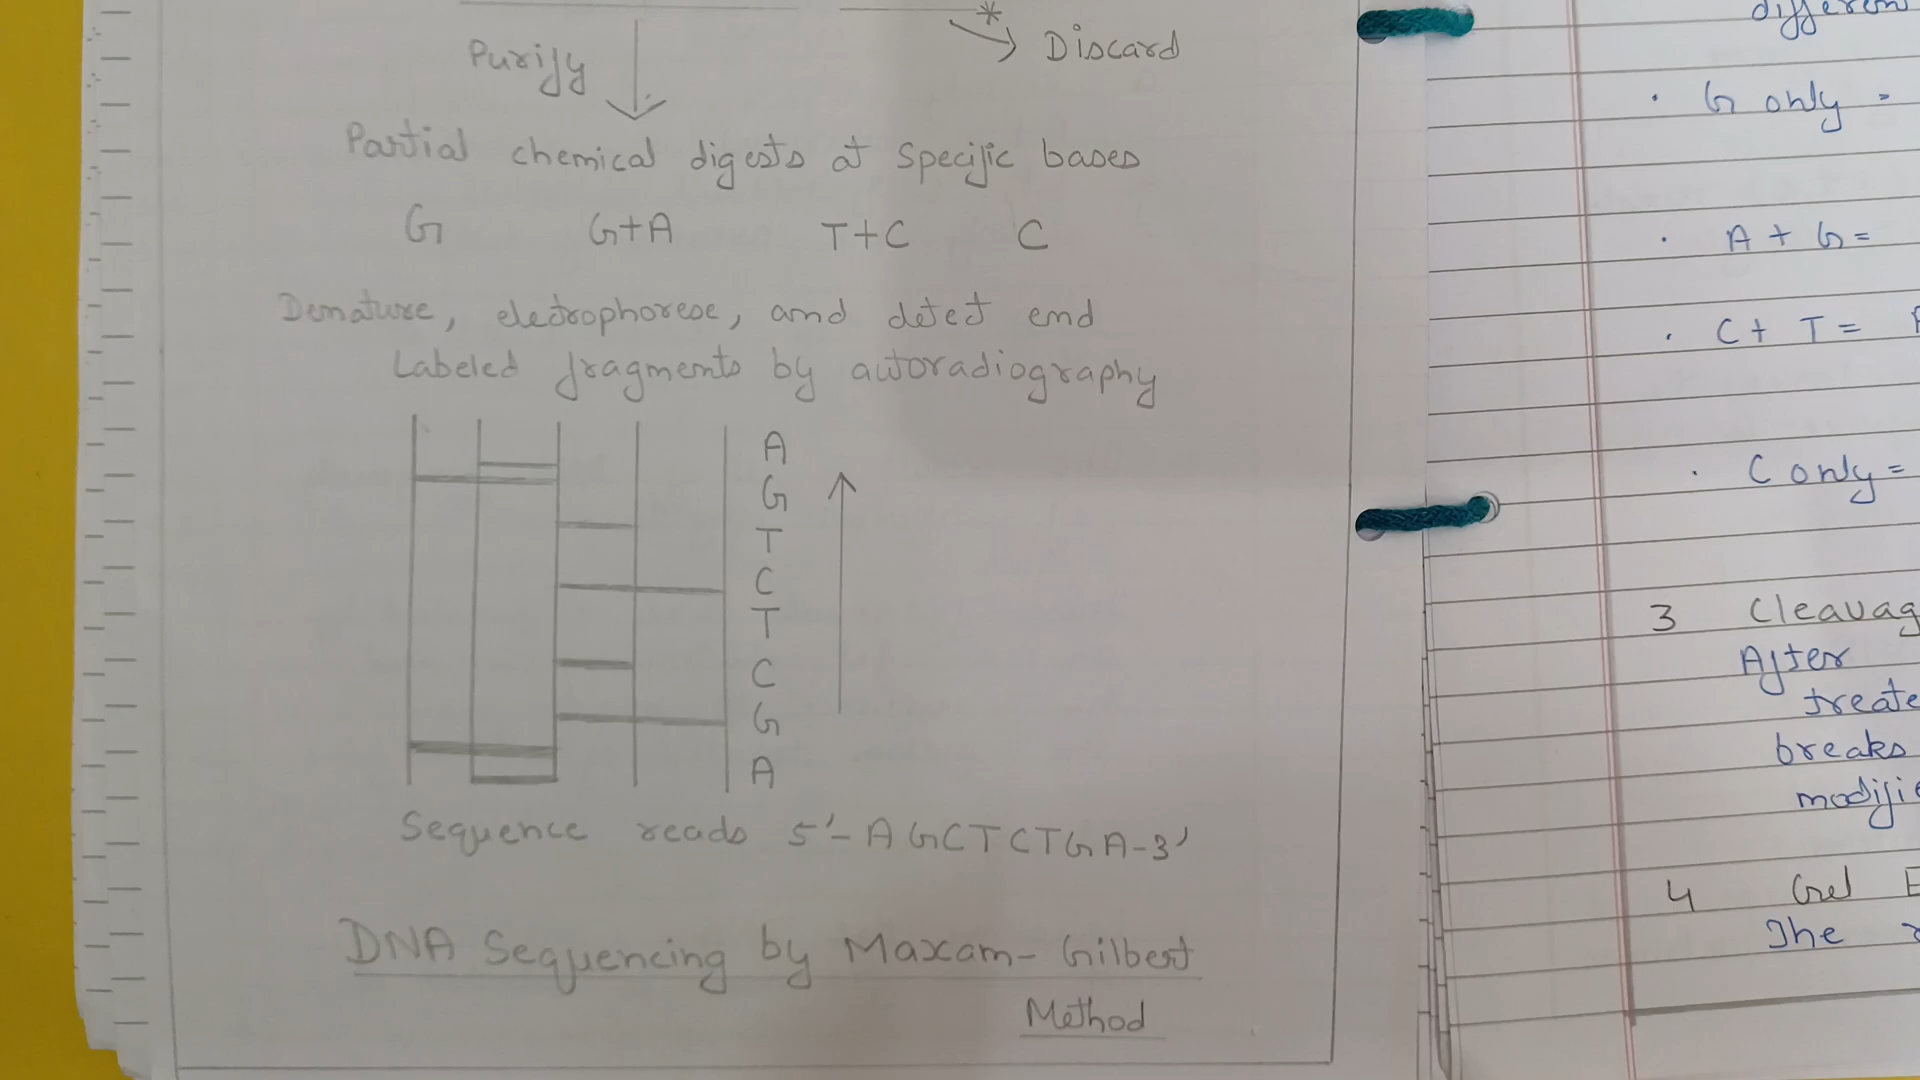 Purify
* Discard
Partial chemical digests at specific bases
G G+A T+C C
Denature, electrophorese, and detect end
Labeled fragments by autoradiography
A
G
T
C
T
C
G
A
Sequence reads 5'-AGCTCTGA-3'
DNA Sequencing by Maxam-Gilbert
Method
differen
• G only =
• A + G =
• C + T =
• C only =
3 Cleavag
After
treate
breaks
modifie
4 Gel E
The